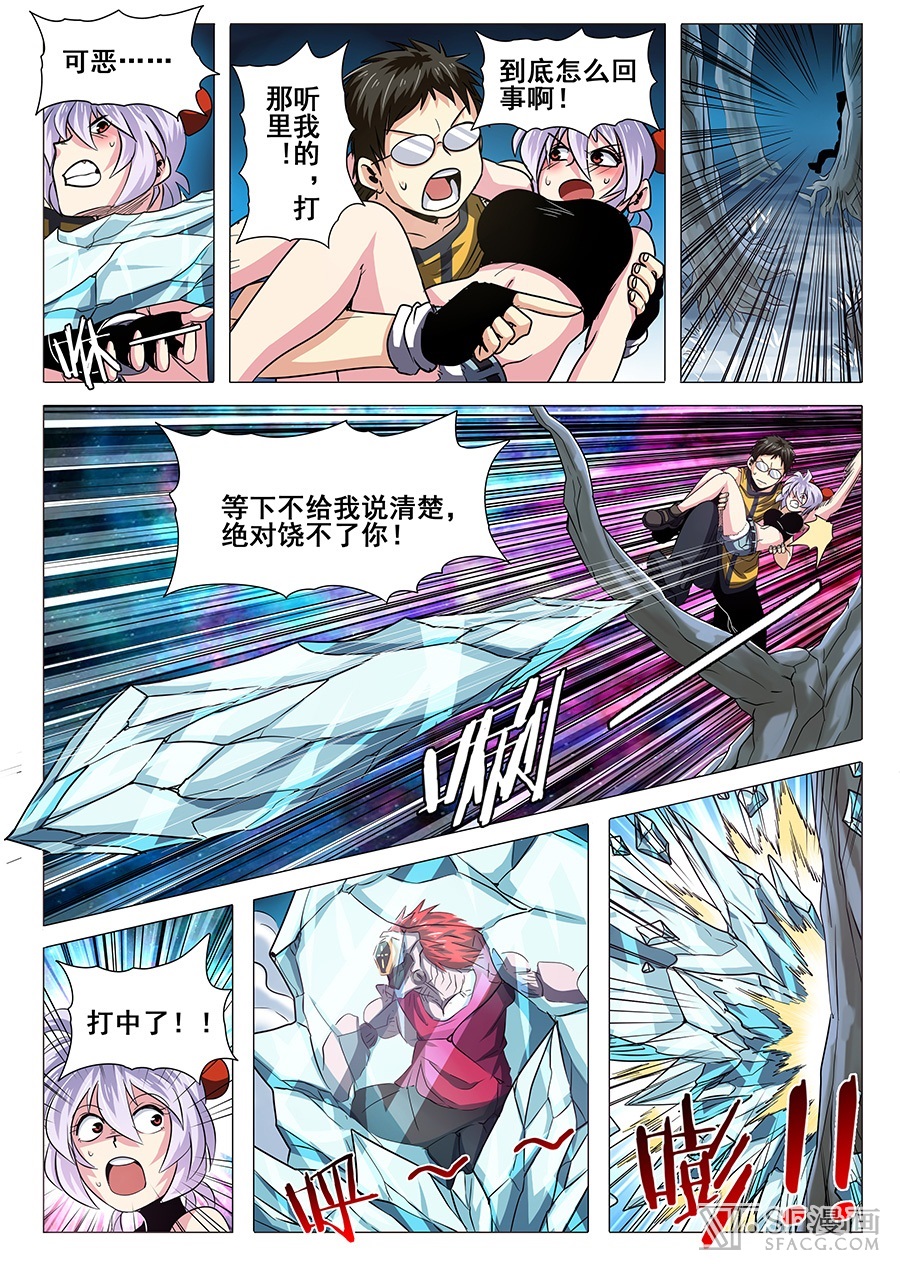 可恶……
咻
到底怎么回
事啊！
听我的，打
那里！
等下不给我说清楚，
绝对饶不了你！
唰
打中了！！
呼～～
嘭!!
SF漫画
SFACG.COM